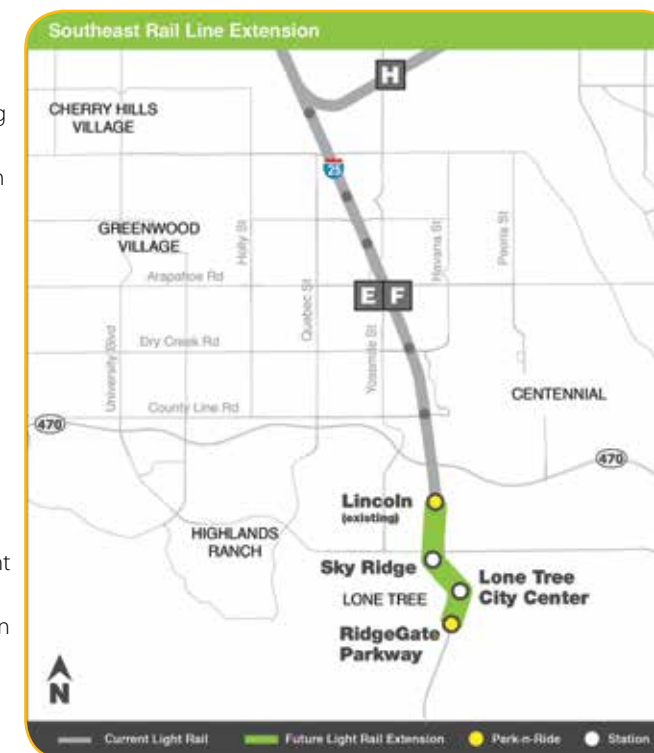 Southeast Rail Line Extension
H
CHERRY HILLS
VILLAGE
25
GREENWOOD
VILLAGE
Holly St
Havana St
Peoria St
Arapahoe Rd
E F
Quebec St
Yosemite St
University Blvd
Dry Creek Rd
County Line Rd
CENTENNIAL
470
470
Lincoln
(existing)
HIGHLANDS
RANCH
Sky Ridge
Lone Tree
City Center
LONE TREE
RidgeGate
Parkway
N
Current Light Rail
Future Light Rail Extension
Park-n-Ride
Station